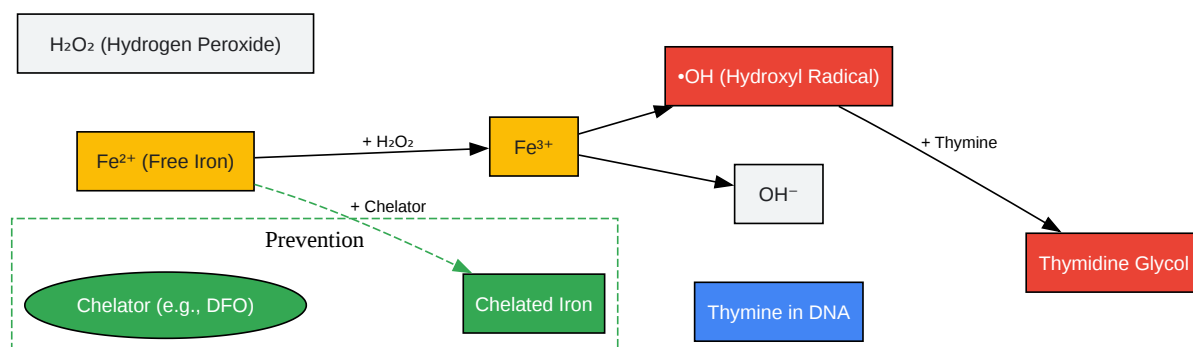 H₂O₂ (Hydrogen Peroxide)
•OH (Hydroxyl Radical)
+ H₂O₂
+ Thymine
Fe²⁺ (Free Iron)
Fe³⁺
OH⁻
+ Chelator
Prevention
Thymidine Glycol
Chelator (e.g., DFO)
Chelated Iron
Thymine in DNA